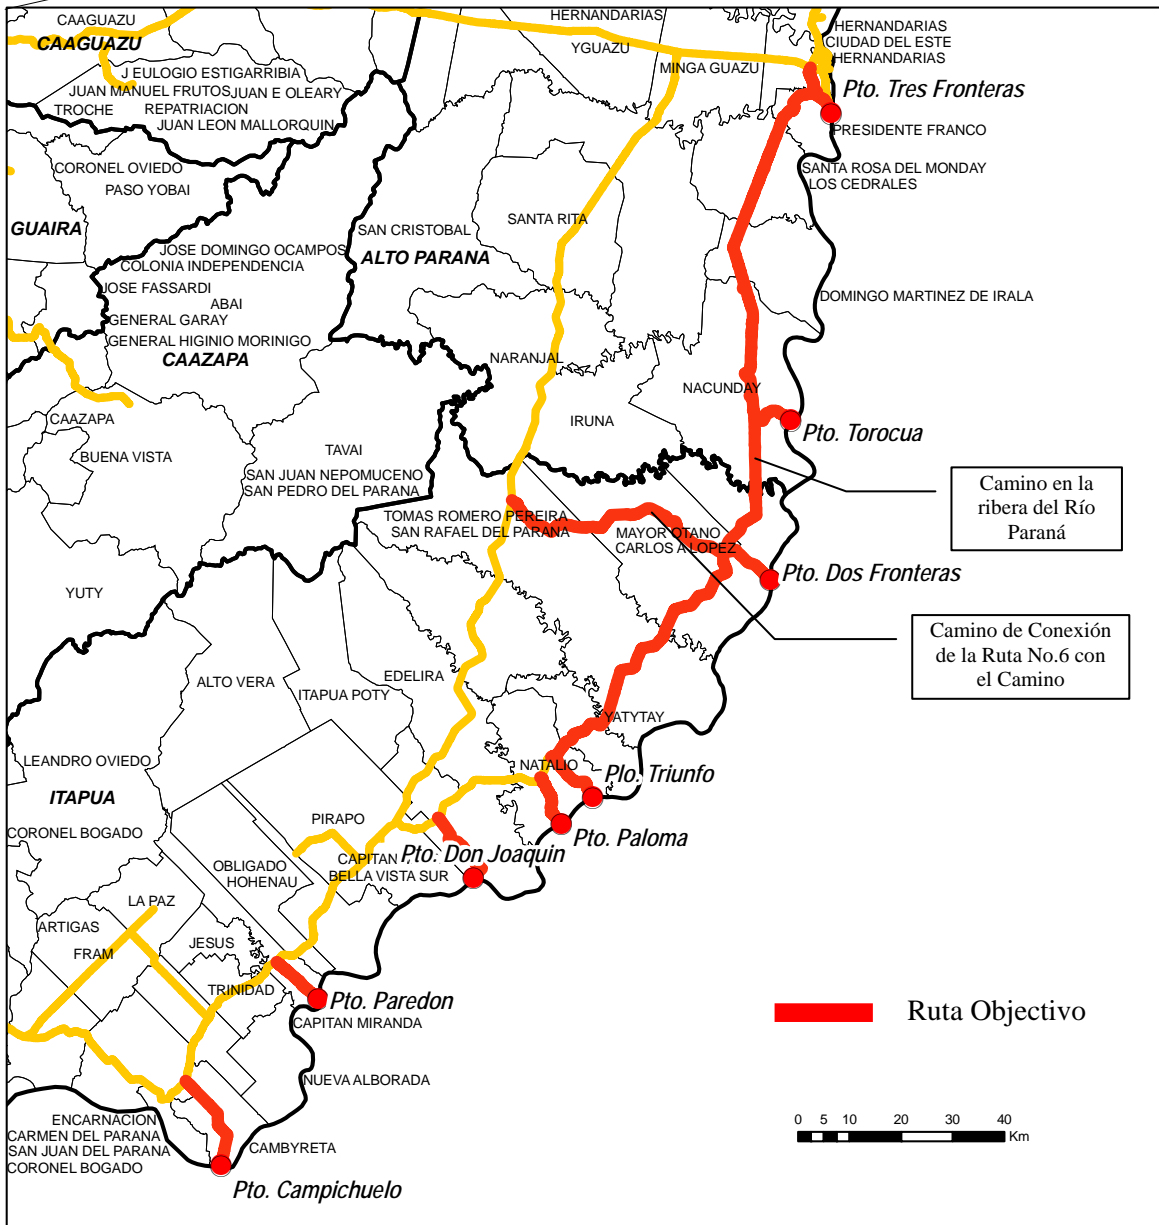 CAAGUAZU
CAAGUAZU
J EULOGIO ESTIGARRIBIA
JUAN MANUEL FRUTOS
JUAN E OLEARY
TROCHE
REPATRIACION
JUAN LEON MALLORQUIN
HERNANDARIAS
YGUAZU
MINGA GUAZU
HERNANDARIAS
CIUDAD DEL ESTE
HERNANDARIAS
Pto. Tres Fronteras
PRESIDENTE FRANCO
SANTA ROSA DEL MONDAY
LOS CEDRALES
CORONEL OVIEDO
PASO YOBAI
GUAIRA
JOSE DOMINGO OCAMPOS
COLONIA INDEPENDENCIA
JOSE FASSARDI
ABAI
GENERAL GARAY
GENERAL HIGINIO MORINIGO
CAAZAPA
SAN CRISTOBAL
ALTO PARANA
SANTA RITA
DOMINGO MARTINEZ DE IRALA
NARANJAL
NACUNDAY
IRUNA
Pto. Torocua
CAAZAPA
BUENA VISTA
TAVAI
SAN JUAN NEPOMUCENO
SAN PEDRO DEL PARANA
Camino en la
ribera del Río
Paraná
TOMAS ROMERO PEREIRA
SAN RAFAEL DEL PARANA
MAYOR OTANO
CARLOS A LOPEZ
Pto. Dos Fronteras
YUTY
Camino de Conexión
de la Ruta No.6 con
el Camino
ALTO VERA
ITAPUA POTY
EDELIRA
YATYTAY
LEANDRO OVIEDO
ITAPUA
NATALIO
Plo. Triunfo
CORONEL BOGADO
PIRAPO
Pto. Paloma
CAPITAN
Pto. Don Joaquin
OBLIGADO
HOHENAU
BELLA VISTA SUR
LA PAZ
ARTIGAS
FRAM
JESUS
TRINIDAD
Pto. Paredon
CAPITAN MIRANDA
Ruta Objectivo
NUEVA ALBORADA
ENCARNACION
CARMEN DEL PARANA
SAN JUAN DEL PARANA
CORONEL BOGADO
CAMBYRETA
Pto. Campichuelo
0 5 10 20 30 40
Km